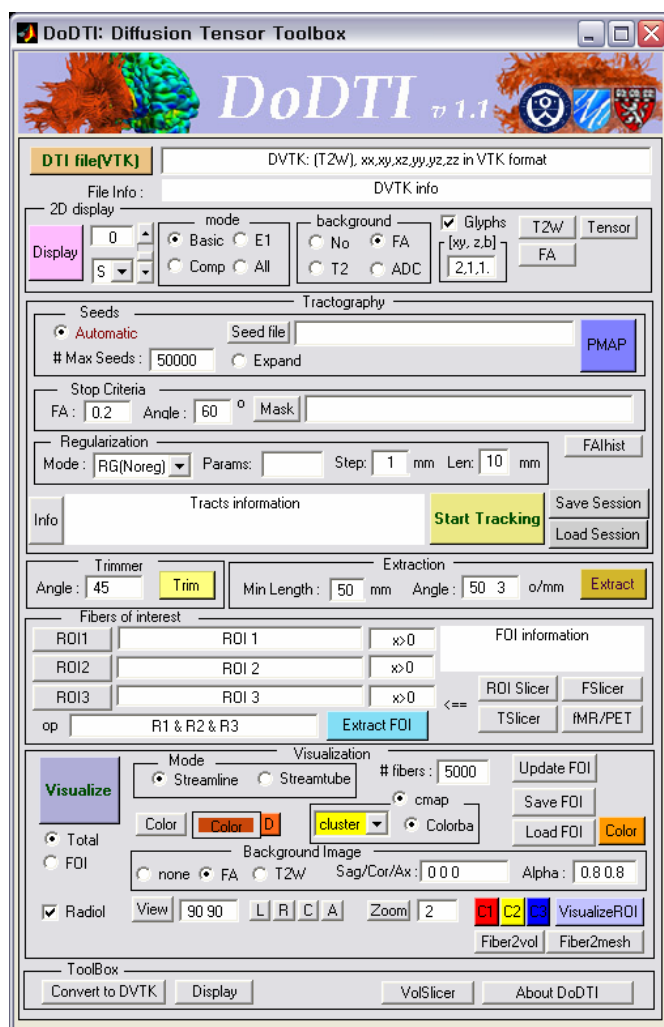 DoDTI: Diffusion Tensor Toolbox
DoDTI v 1.1
DTI file(VTK) DVTK: (T2W), xx,xy,xz,yy,yz,zz in VTK format
File Info : DVTK info
2D display
Display 0 S
mode
Basic E1
Comp All
background
No FA
T2 ADC
Glyphs
[xy, z,b]
2,1,1.
T2W Tensor
FA
Tractography
Seeds
Automatic Seed file
# Max Seeds : 50000 Expand
PMAP
Stop Criteria
FA : 0.2 Angle : 60 o Mask
Regularization
Mode : RG(Noreg) Params: Step: 1 mm Len: 10 mm
FAIhist
Info Tracts information
Start Tracking
Save Session
Load Session
Trimmer
Angle : 45 Trim
Extraction
Min Length : 50 mm Angle : 50 3 o/mm Extract
Fibers of interest
ROI1 ROI 1 x>0
ROI2 ROI 2 x>0
ROI3 ROI 3 x>0
op R1 & R2 & R3 Extract FOI
FOI information
<==
ROI Slicer FSlicer
TSlicer fMR/PET
Visualization
Visualize
Mode
Streamline Streamtube
# fibers : 5000
Update FOI
Save FOI
Load FOI Color
Color Color D
cluster
cmap
Colorba
Total
FOI
Background Image
none FA T2W Sag/Cor/Ax : 0 0 0 Alpha : 0.8 0.8
Radiol View 90 90 L R C A Zoom 2 C1 C2 C3 VisualizeROI
Fiber2vol Fiber2mesh
ToolBox
Convert to DVTK Display VolSlicer About DoDTI